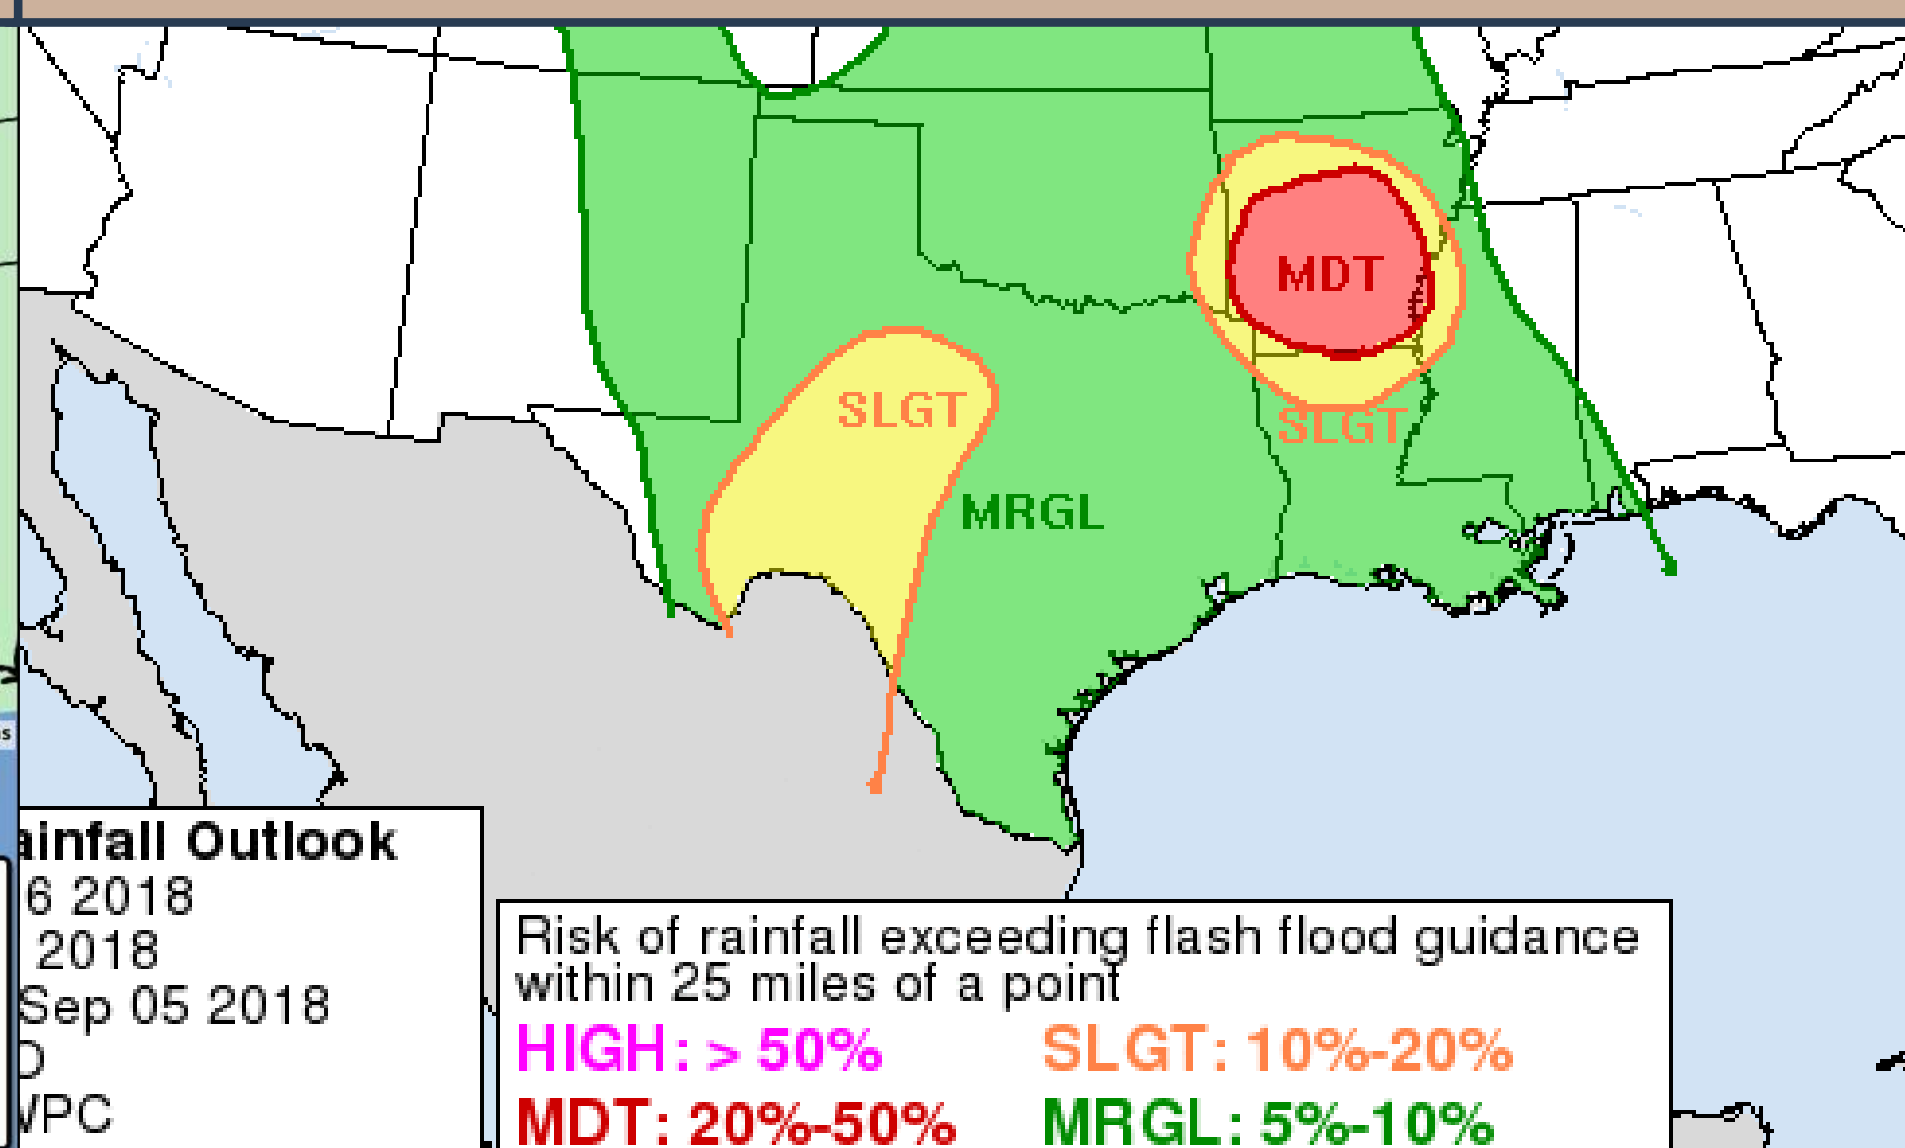 MDT
SLGT
SLGT
MRGL
ainfall Outlook
6 2018
2018
Sep 05 2018
WPC
Risk of rainfall exceeding flash flood guidance
within 25 miles of a point
HIGH: > 50%
SLGT: 10%-20%
MDT: 20%-50%
MRGL: 5%-10%